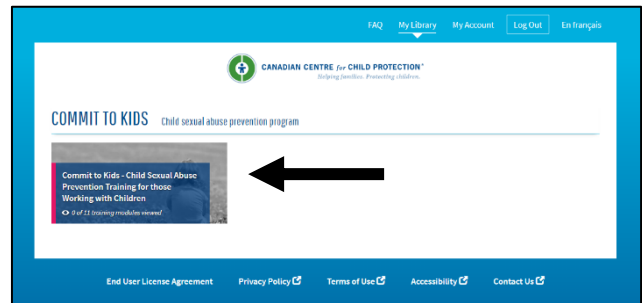 FAQ My Library My Account Log Out En français
CANADIAN CENTRE for CHILD PROTECTION®
Helping families. Protecting children.
COMMIT TO KIDS Child sexual abuse prevention program
Commit to Kids - Child Sexual Abuse
Prevention Training for those
Working with Children
0 of 11 training modules viewed
End User License Agreement Privacy Policy Terms of Use Accessibility Contact Us